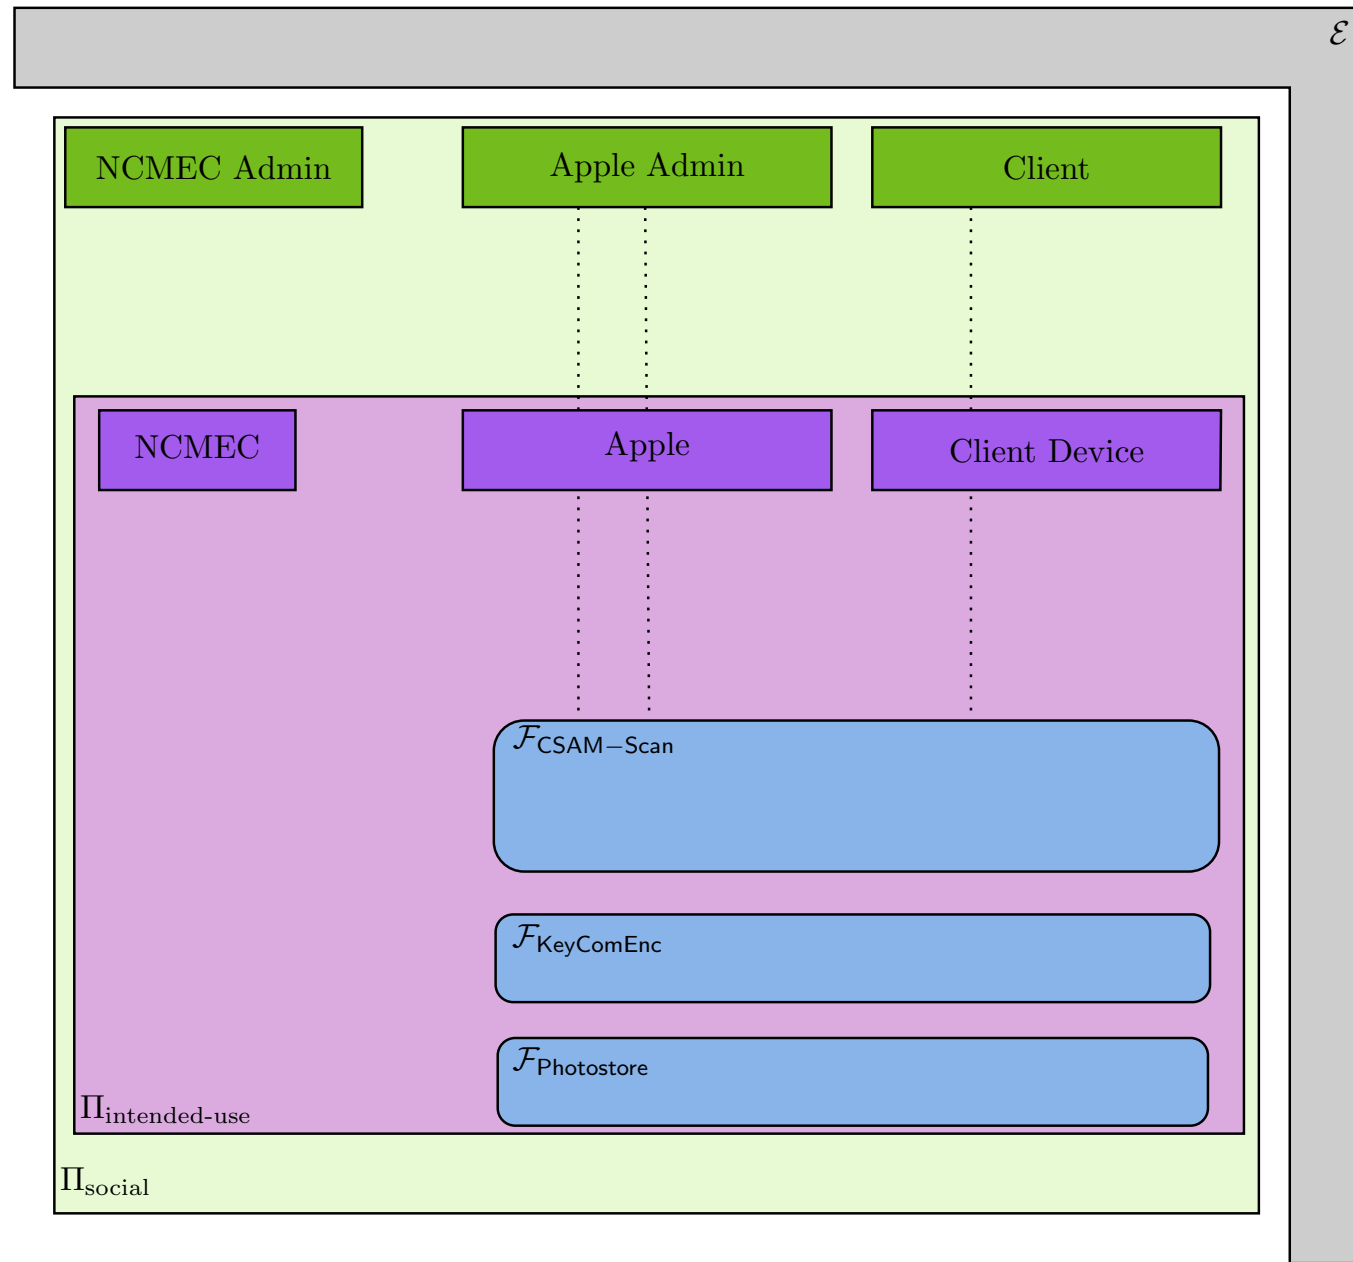 ℰ
NCMEC Admin
Apple Admin
Client
NCMEC
Apple
Client Device
ℱCSAM−Scan
ℱKeyComEnc
ℱPhotostore
Πintended-use
Πsocial